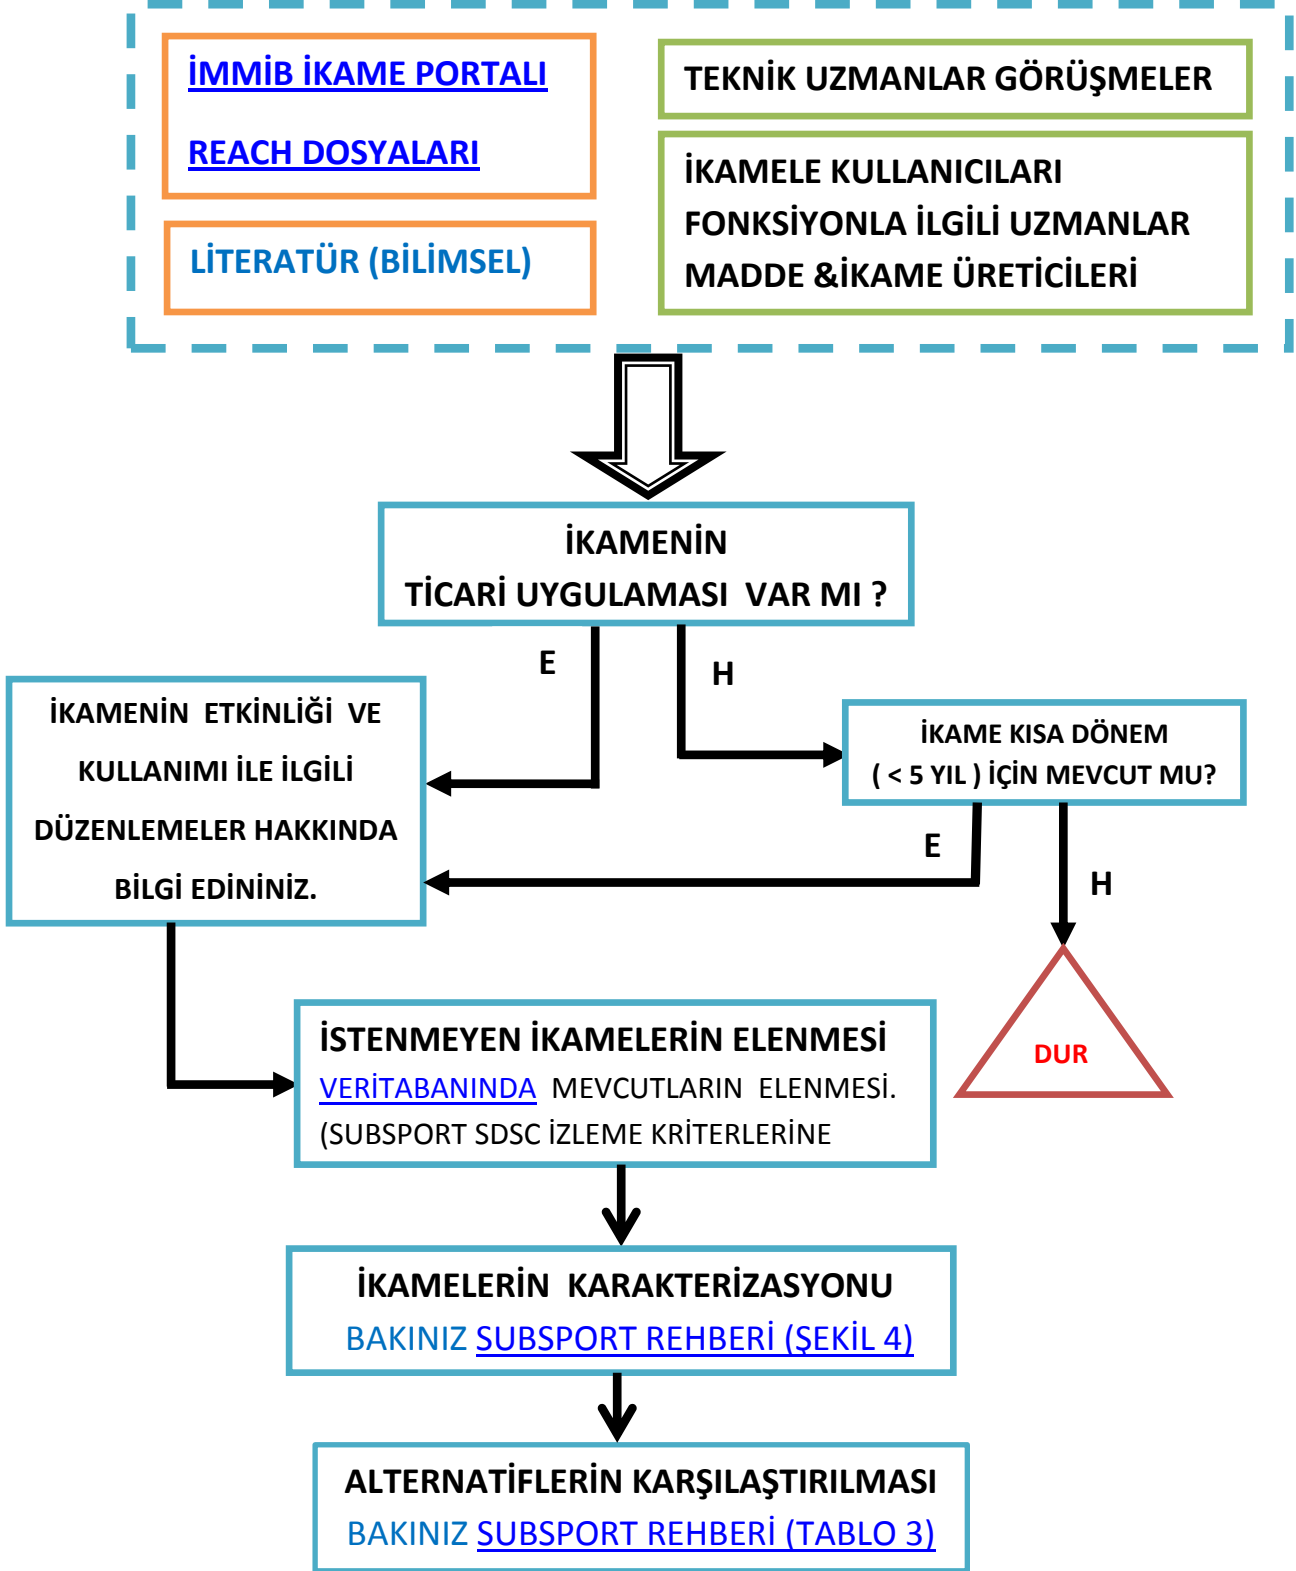 İMMİB İKAME PORTALI
REACH DOSYALARI
LİTERATÜR (BİLİMSEL)
TEKNİK UZMANLAR GÖRÜŞMELER
İKAMELE KULLANICILARI
FONKSİYONLA İLGİLİ UZMANLAR
MADDE &İKAME ÜRETİCİLERİ
İKAMENİN
TİCARİ UYGULAMASI VAR MI ?
E
H
İKAMENİN ETKİNLİĞİ VE
KULLANIMI İLE İLGİLİ
DÜZENLEMELER HAKKINDA
BİLGİ EDİNİNİZ.
İKAME KISA DÖNEM
( < 5 YIL ) İÇİN MEVCUT MU?
E
H
DUR
İSTENMEYEN İKAMELERİN ELENMESİ
VERİTABANINDA MEVCUTLARIN ELENMESİ.
(SUBSPORT SDSC İZLEME KRİTERLERİNE
İKAMELERİN KARAKTERİZASYONU
BAKINIZ SUBSPORT REHBERİ (ŞEKİL 4)
ALTERNATİFLERİN KARŞILAŞTIRILMASI
BAKINIZ SUBSPORT REHBERİ (TABLO 3)